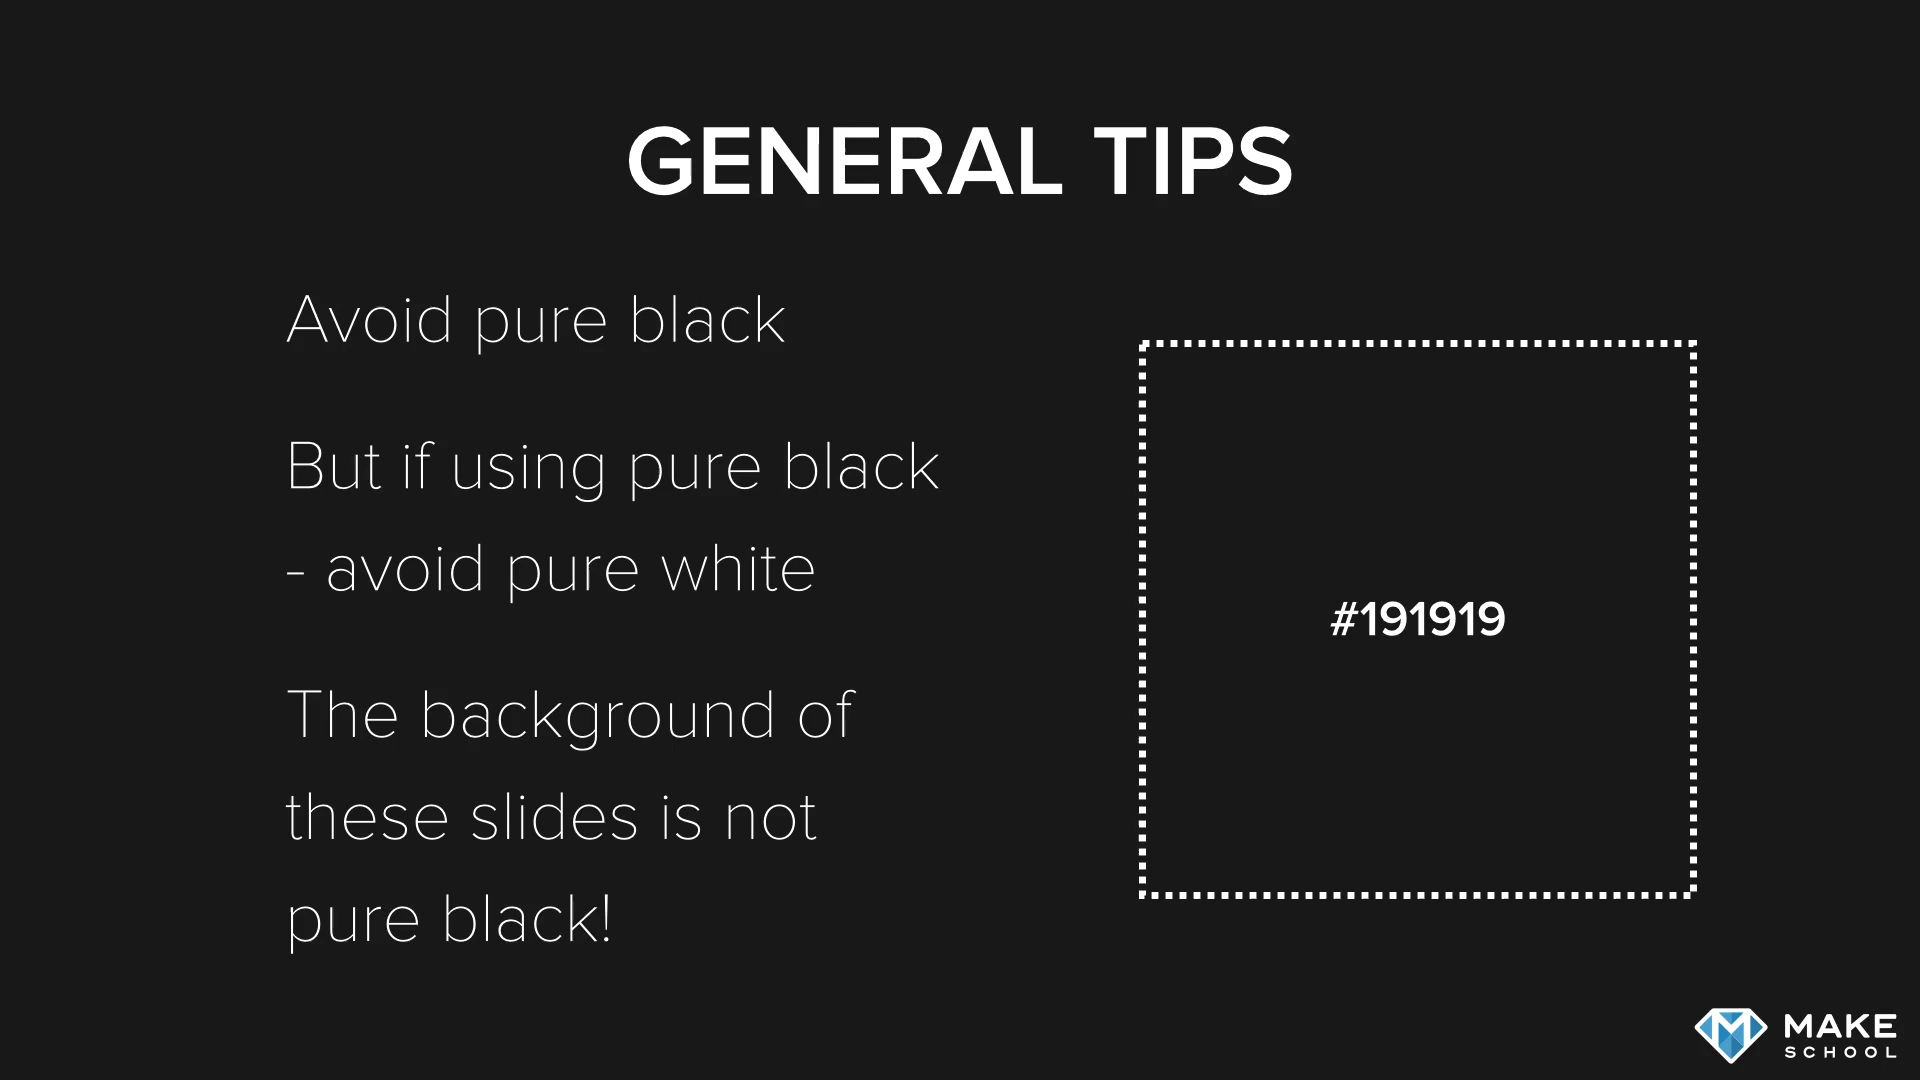 GENERAL TIPS
Avoid pure black
But if using pure black
- avoid pure white
The background of
these slides is not
pure black!
#191919
MAKE
SCHOOL